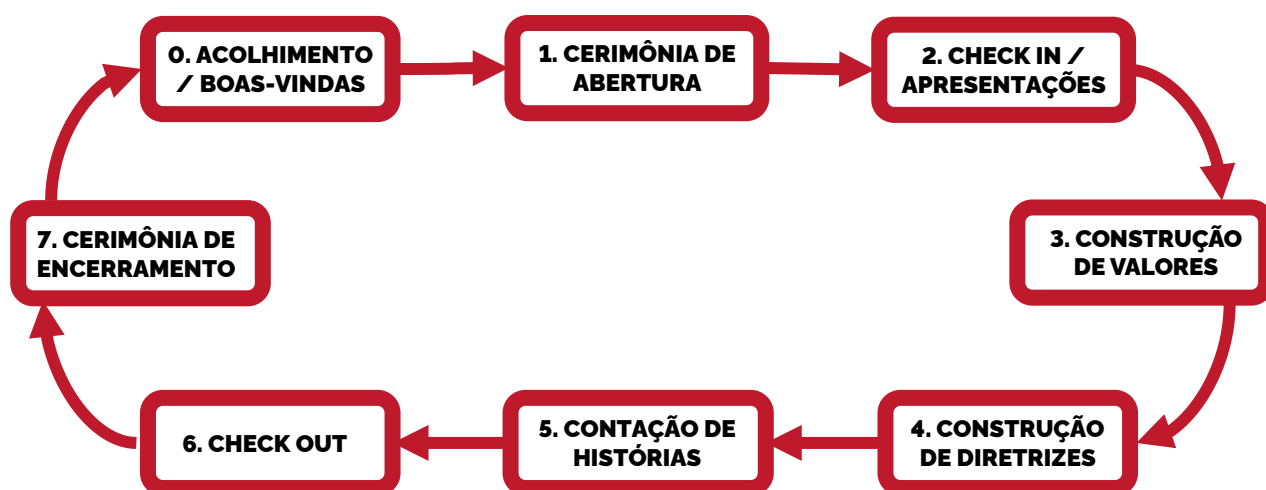 0. ACOLHIMENTO
/ BOAS-VINDAS
1. CERIMÔNIA DE
ABERTURA
2. CHECK IN /
APRESENTAÇÕES
3. CONSTRUÇÃO
DE VALORES
4. CONSTRUÇÃO
DE DIRETRIZES
5. CONTAÇÃO DE
HISTÓRIAS
6. CHECK OUT
7. CERIMÔNIA DE
ENCERRAMENTO